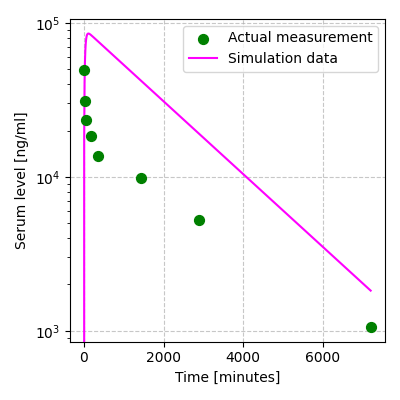 Actual measurement
Simulation data
10⁵
10⁴
10³
Serum level [ng/ml]
0 2000 4000 6000
Time [minutes]